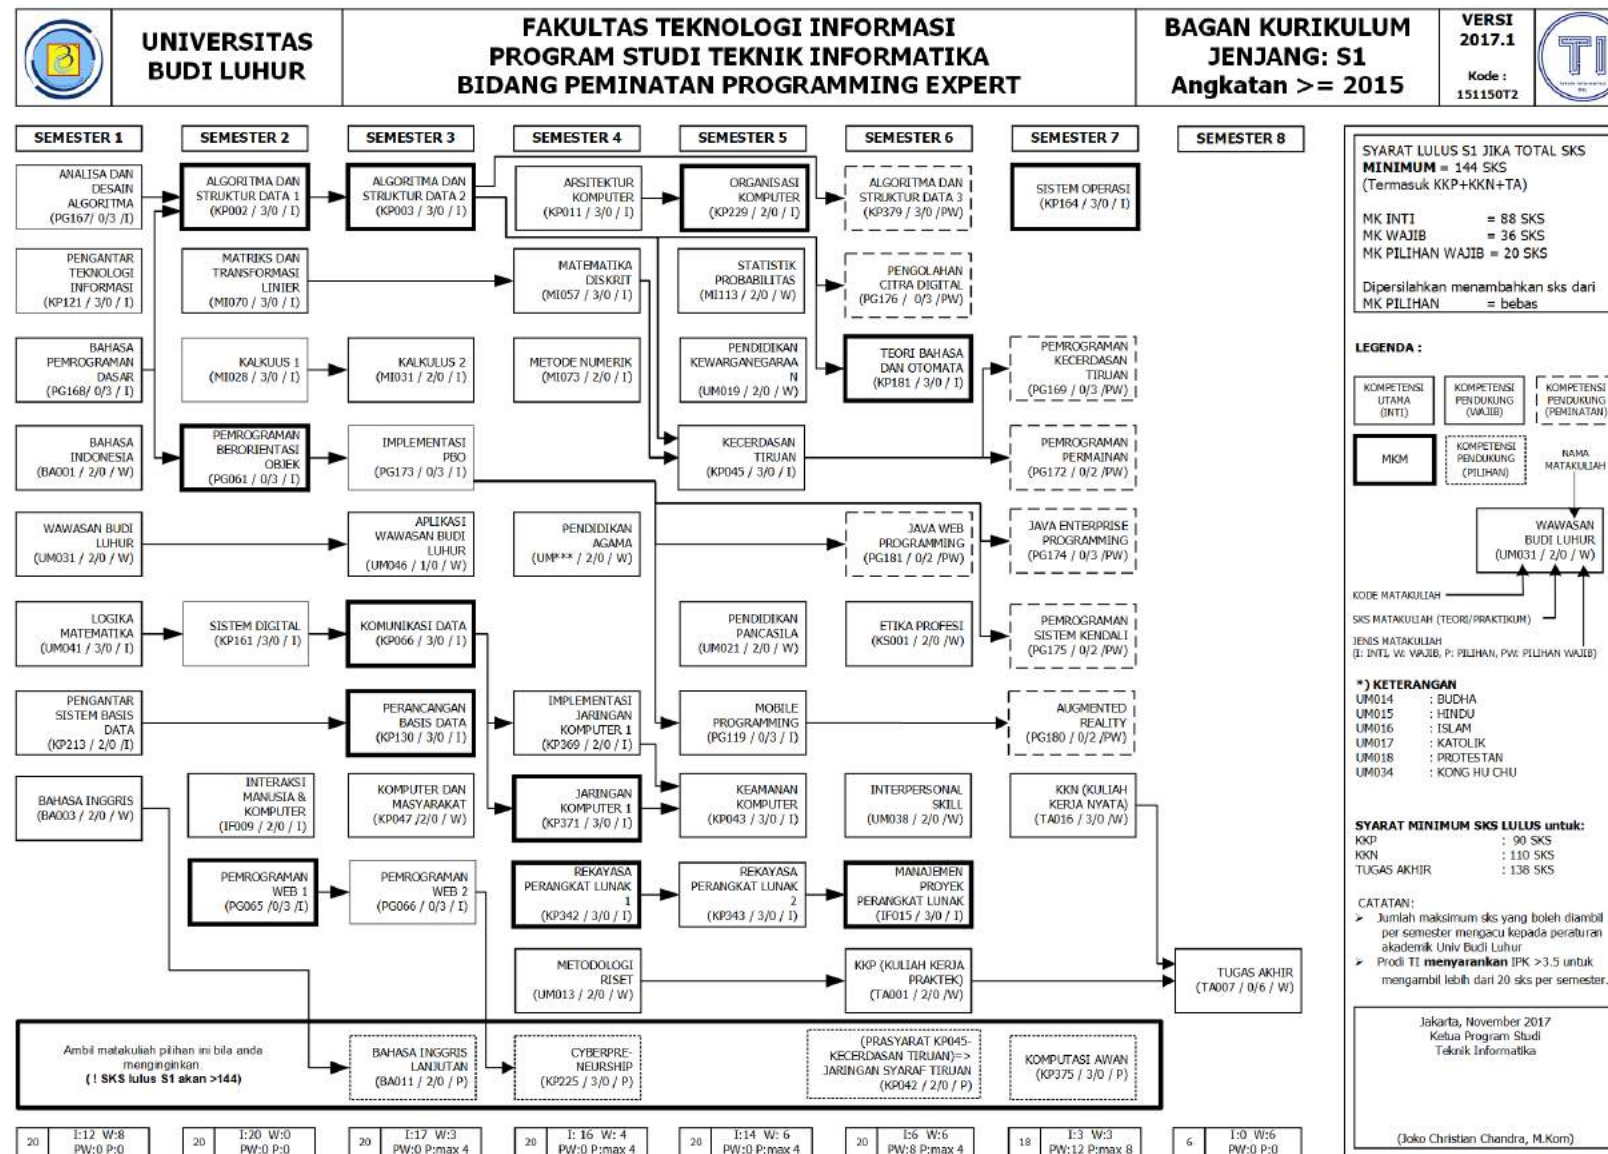 UNIVERSITAS
BUDI LUHUR
FAKULTAS TEKNOLOGI INFORMASI
PROGRAM STUDI TEKNIK INFORMATIKA
BIDANG PEMINATAN PROGRAMMING EXPERT
BAGAN KURIKULUM
JENJANG: S1
Angkatan >= 2015
VERSI
2017.1
Kode :
151150T2
TI
SEMESTER 1
SEMESTER 2
SEMESTER 3
SEMESTER 4
SEMESTER 5
SEMESTER 6
SEMESTER 7
SEMESTER 8
ANALISA DAN
DESAIN
ALGORITMA
(PG167/ 0/3 /I)
ALGORITMA DAN
STRUKTUR DATA 1
(KP002 / 3/0 / I)
ALGORITMA DAN
STRUKTUR DATA 2
(KP003 / 3/0 / I)
ARSITEKTUR
KOMPUTER
(KP011 / 3/0 / I)
ORGANISASI
KOMPUTER
(KP229 / 2/0 / I)
ALGORITMA DAN
STRUKTUR DATA 3
(KP379 / 3/0 /PW)
SISTEM OPERASI
(KP164 / 3/0 / I)
PENGANTAR
TEKNOLOGI
INFORMASI
(KP121 / 3/0 / I)
MATRIKS DAN
TRANSFORMASI
LINIER
(MI070 / 3/0 / I)
MATEMATIKA
DISKRIT
(MI057 / 3/0 / I)
STATISTIK
PROBABILITAS
(MI113 / 2/0 / W)
PENGOLAHAN
CITRA DIGITAL
(PG176 / 0/3 /PW)
BAHASA
PEMROGRAMAN
DASAR
(PG168/ 0/3 / I)
KALKUUS 1
(MI028 / 3/0 / I)
KALKULUS 2
(MI031 / 2/0 / I)
METODE NUMERIK
(MI073 / 2/0 / I)
PENDIDIKAN
KEWARGANEGARAA
N
(UM019 / 2/0 / W)
TEORI BAHASA
DAN OTOMATA
(KP181 / 3/0 / I)
PEMROGRAMAN
KECERDASAN
TIRUAN
(PG169 / 0/3 /PW)
BAHASA
INDONESIA
(BA001 / 2/0 / W)
PEMROGRAMAN
BERORIENTASI
OBJEK
(PG061 / 0/3 / I)
IMPLEMENTASI
PBO
(PG173 / 0/3 / I)
KECERDASAN
TIRUAN
(KP045 / 3/0 / I)
PEMROGRAMAN
PERMAINAN
(PG172 / 0/2 /PW)
WAWASAN BUDI
LUHUR
(UM031 / 2/0 / W)
APLIKASI
WAWASAN BUDI
LUHUR
(UM046 / 1/0 / W)
PENDIDIKAN
AGAMA
(UM*** / 2/0 / W)
JAVA WEB
PROGRAMMING
(PG181 / 0/2 /PW)
JAVA ENTERPRISE
PROGRAMMING
(PG174 / 0/3 /PW)
LOGIKA
MATEMATIKA
(UM041 / 3/0 / I)
SISTEM DIGITAL
(KP161 /3/0 / I)
KOMUNIKASI DATA
(KP066 / 3/0 / I)
PENDIDIKAN
PANCASILA
(UM021 / 2/0 / W)
ETIKA PROFESI
(KS001 / 2/0 /W)
PEMROGRAMAN
SISTEM KENDALI
(PG175 / 0/2 /PW)
PENGANTAR
SISTEM BASIS
DATA
(KP213 / 2/0 /I)
PERANCANGAN
BASIS DATA
(KP130 / 3/0 / I)
IMPLEMENTASI
JARINGAN
KOMPUTER 1
(KP369 / 2/0 / I)
MOBILE
PROGRAMMING
(PG119 / 0/3 / I)
AUGMENTED
REALITY
(PG180 / 0/2 /PW)
BAHASA INGGRIS
(BA003 / 2/0 / W)
INTERAKSI
MANUSIA &
KOMPUTER
(IF009 / 2/0 / I)
KOMPUTER DAN
MASYARAKAT
(KP047 /2/0 / W)
JARINGAN
KOMPUTER 1
(KP371 / 3/0 / I)
KEAMANAN
KOMPUTER
(KP043 / 3/0 / I)
INTERPERSONAL
SKILL
(UM038 / 2/0 /W)
KKN (KULIAH
KERJA NYATA)
(TA016 / 3/0 /W)
PEMROGRAMAN
WEB 1
(PG065 /0/3 /I)
PEMROGRAMAN
WEB 2
(PG066 / 0/3 / I)
REKAYASA
PERANGKAT LUNAK
1
(KP342 / 3/0 / I)
REKAYASA
PERANGKAT LUNAK
2
(KP343 / 3/0 / I)
MANAJEMEN
PROYEK
PERANGKAT LUNAK
(IF015 / 3/0 / I)
METODOLOGI
RISET
(UM013 / 2/0 / W)
KKP (KULIAH KERJA
PRAKTEK)
(TA001 / 2/0 /W)
TUGAS AKHIR
(TA007 / 0/6 / W)
Ambil matakuliah pilihan ini bila anda
menginginkan.
( ! SKS lulus S1 akan >144)
BAHASA INGGRIS
LANJUTAN
(BA011 / 2/0 / P)
CYBERPRE-
NEURSHIP
(KP225 / 3/0 / P)
(PRASYARAT KP045-
KECERDASAN TIRUAN)=>
JARINGAN SYARAF TIRUAN
(KP042 / 2/0 / P)
KOMPUTASI AWAN
(KP375 / 3/0 / P)
20
I:12 W:8
PW:0 P:0
20
I:20 W:0
PW:0 P:0
20
I:17 W:3
PW:0 P:max 4
20
I: 16 W: 4
PW:0 P:max 4
20
I:14 W: 6
PW:0 P:max 4
20
I:6 W:6
PW:8 P:max 4
18
I:3 W:3
PW:12 P:max 8
6
I:0 W:6
PW:0 P:0
SYARAT LULUS S1 JIKA TOTAL SKS
MINIMUM = 144 SKS
(Termasuk KKP+KKN+TA)
MK INTI = 88 SKS
MK WAJIB = 36 SKS
MK PILIHAN WAJIB = 20 SKS
Dipersilahkan menambahkan sks dari
MK PILIHAN = bebas
LEGENDA :
KOMPETENSI
UTAMA
(INTI)
KOMPETENSI
PENDUKUNG
(WAJIB)
KOMPETENSI
PENDUKUNG
(PEMINATAN)
MKM
KOMPETENSI
PENDUKUNG
(PILIHAN)
NAMA
MATAKULIAH
WAWASAN
BUDI LUHUR
(UM031 / 2/0 / W)
KODE MATAKULIAH
SKS MATAKULIAH (TEORI/PRAKTIKUM)
JENIS MATAKULIAH
(I: INTI, W: WAJIB, P: PILIHAN, PW: PILIHAN WAJIB)
*) KETERANGAN
UM014 : BUDHA
UM015 : HINDU
UM016 : ISLAM
UM017 : KATOLIK
UM018 : PROTESTAN
UM034 : KONG HU CHU
SYARAT MINIMUM SKS LULUS untuk:
KKP : 90 SKS
KKN : 110 SKS
TUGAS AKHIR : 138 SKS
CATATAN:
➢ Jumlah maksimum sks yang boleh diambil
per semester mengacu kepada peraturan
akademik Univ Budi Luhur
➢ Prodi TI menyarankan IPK >3.5 untuk
mengambil lebih dari 20 sks per semester.
Jakarta, November 2017
Ketua Program Studi
Teknik Informatika
(Joko Christian Chandra, M.Kom)